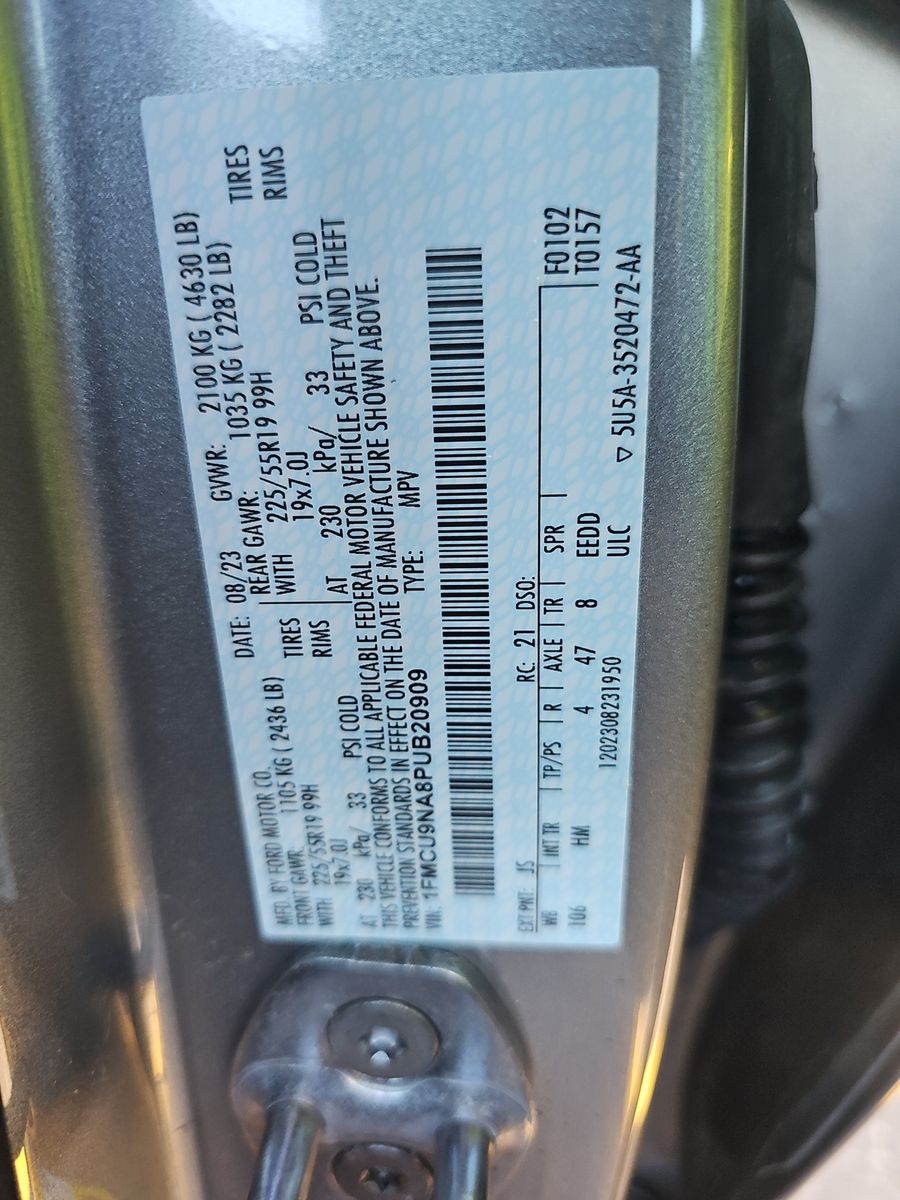 MFD. BY FORD MOTOR CO. DATE: 08/23 GVWR: 2100 KG ( 4630 LB)
FRONT GAWR: 1105 KG ( 2436 LB) REAR GAWR: 1035 KG ( 2282 LB)
WITH 225/55R19 99H TIRES WITH 225/55R19 99H TIRES
19x7.0J RIMS 19x7.0J RIMS
AT 230 kPa/ 33 PSI COLD AT 230 kPa/ 33 PSI COLD
THIS VEHICLE CONFORMS TO ALL APPLICABLE FEDERAL MOTOR VEHICLE SAFETY AND THEFT
PREVENTION STANDARDS IN EFFECT ON THE DATE OF MANUFACTURE SHOWN ABOVE.
VIN: 1FMCU9NA8PUB20909 TYPE: MPV
EXT PNT: JS RC: 21 DSO:
WB INT TR TP/PS R AXLE TR SPR F0102
106 HM 4 47 8 EEDD T0157
1202308231950 ULC ▽ 5U5A-3520472-AA